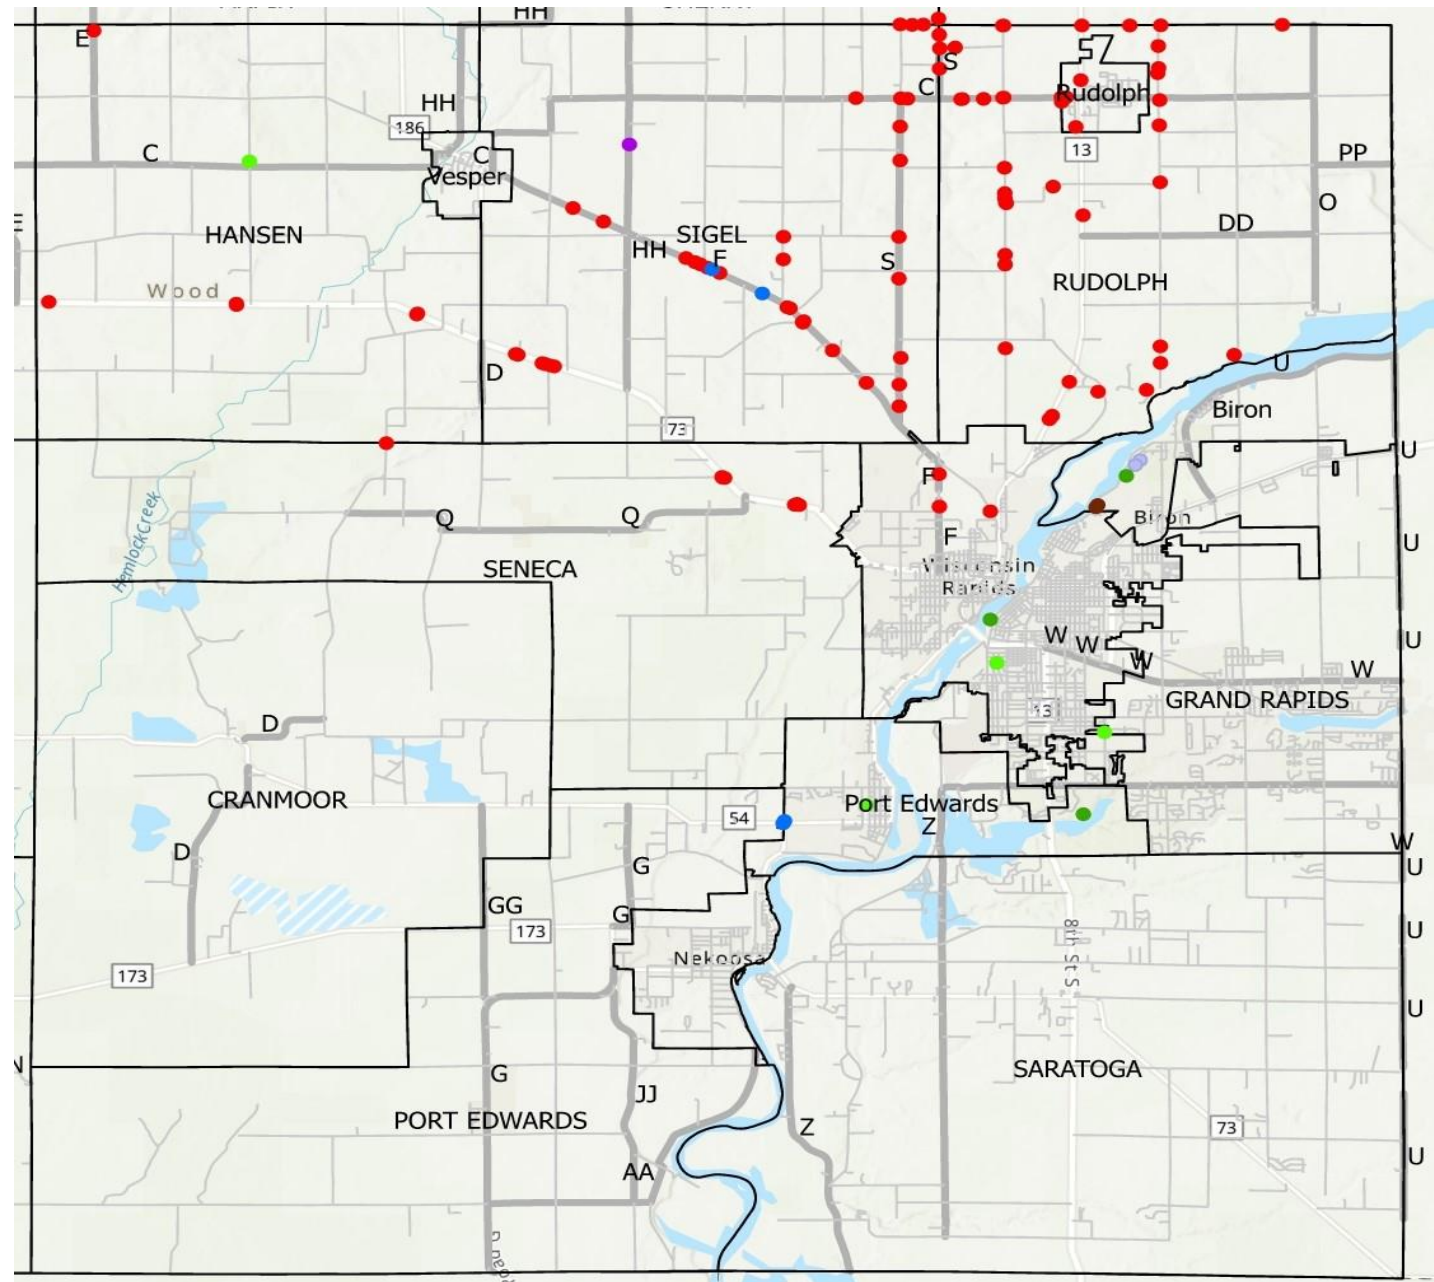 HH
E
S
C
Rudolph
HH
186
C
C
Vesper
13
PP
O
HANSEN
SIGEL
DD
HH
F
S
RUDOLPH
Wood
D
U
73
Biron
U
F
Q
Q
Biron
HemlockCreek
F
U
SENECA
Wisconsin
Rapids
W
W
U
W
W
GRAND RAPIDS
13
D
CRANMOOR
Port Edwards
54
Z
D
W
G
U
GG
G
173
U
8th St S
Nekoosa
173
U
N
G
SARATOGA
JJ
PORT EDWARDS
Z
73
U
AA